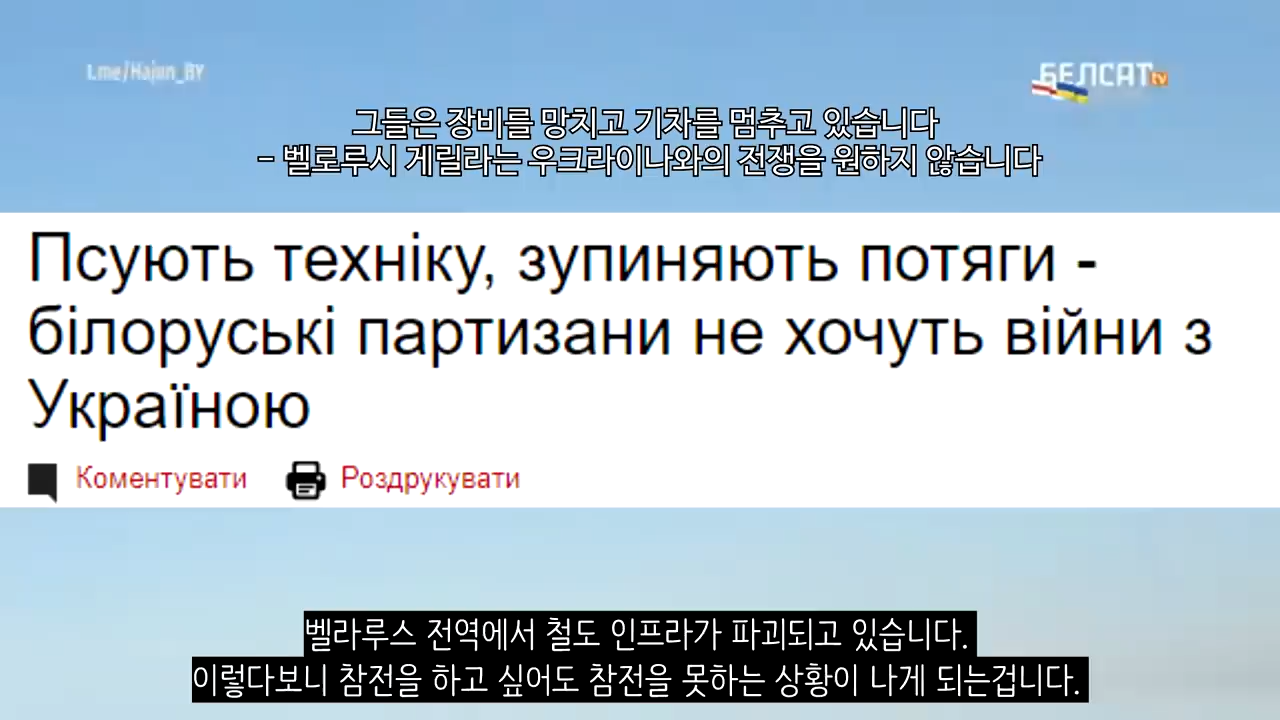 t.me/Hajun_BY
БЕЛСАТ tv
그들은 장비를 망치고 기차를 멈추고 있습니다
- 벨로루시 게릴라는 우크라이나와의 전쟁을 원하지 않습니다
Псують техніку, зупиняють потяги -
білоруські партизани не хочуть війни з
Україною
Коментувати Роздрукувати
벨라루스 전역에서 철도 인프라가 파괴되고 있습니다.
이렇다보니 참전을 하고 싶어도 참전을 못하는 상황이 나게 되는겁니다.